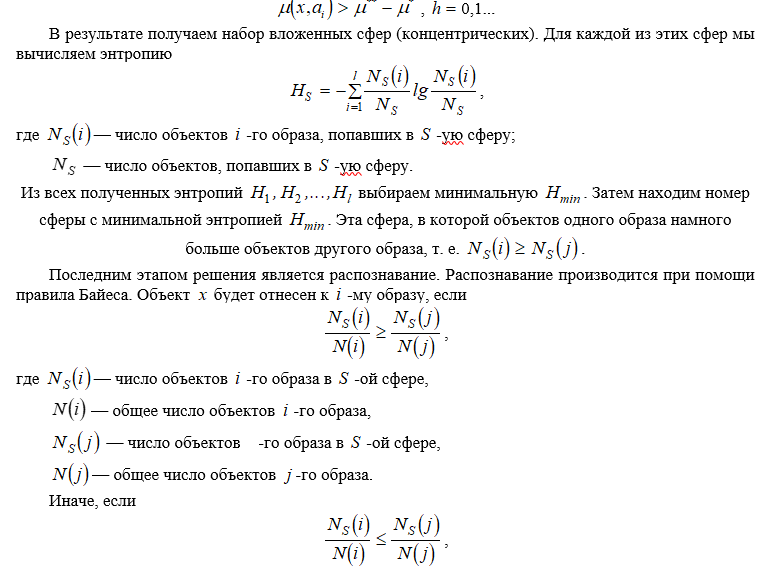 μ(x,aᵢ) > μ** − μ* , h = 0,1...
В результате получаем набор вложенных сфер (концентрических). Для каждой из этих сфер мы
вычисляем энтропию
H_S = −∑_{i=1}^{l} N_S(i)/N_S lg N_S(i)/N_S ,
где N_S(i)— число объектов i -го образа, попавших в S -ую сферу;
N_S — число объектов, попавших в S -ую сферу.
Из всех полученных энтропий H₁ , H₂ ,..., H_l выбираем минимальную H_min . Затем находим номер
сферы с минимальной энтропией H_min . Эта сфера, в которой объектов одного образа намного
больше объектов другого образа, т. е. N_S(i) ≥ N_S(j) .
Последним этапом решения является распознавание. Распознавание производится при помощи
правила Байеса. Объект x будет отнесен к i -му образу, если
N_S(i)/N(i) ≥ N_S(j)/N(j) ,
где N_S(i)— число объектов i -го образа в S -ой сфере,
N(i) — общее число объектов i -го образа,
N_S(j) — число объектов -го образа в S -ой сфере,
N(j)— общее число объектов j -го образа.
Иначе, если
N_S(i)/N(i) ≤ N_S(j)/N(j) ,